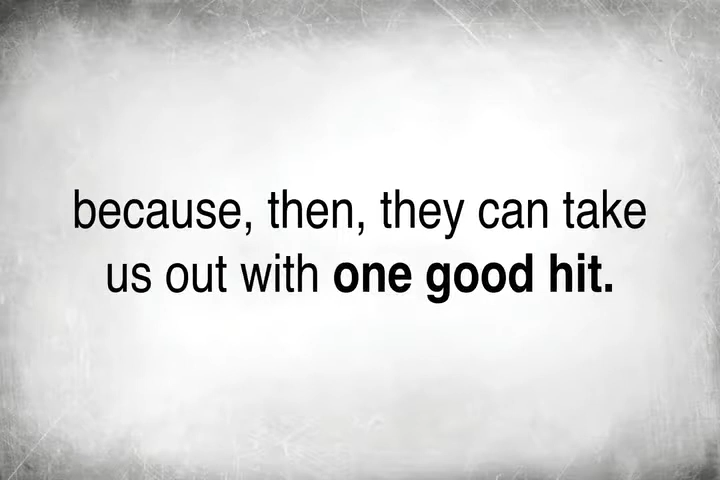 because, then, they can take
us out with one good hit.